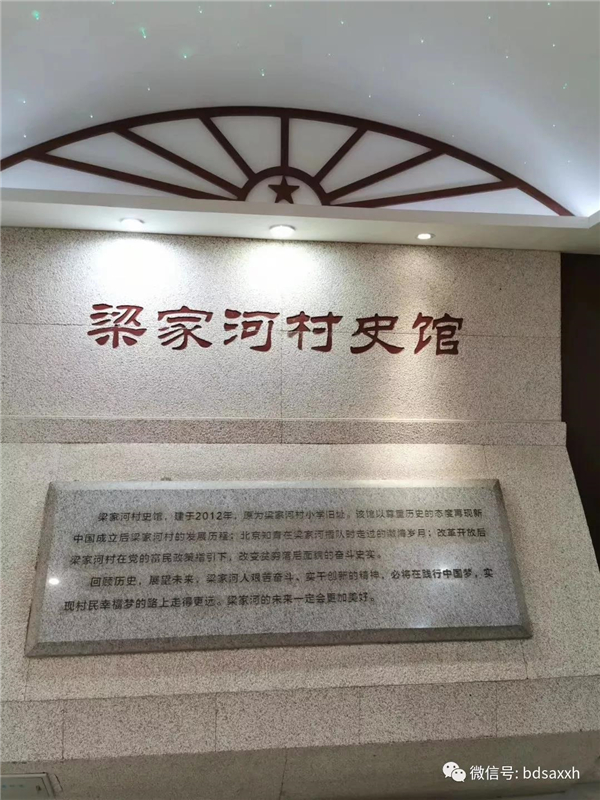 梁家河村史馆
梁家河村史馆，建于2012年，原为梁家河村小学旧址。该馆以尊重历史的态度再现新
中国成立后梁家河村的发展历程；北京知青在梁家河插队时走过的激情岁月；改革开放后
梁家河村在党的富民政策指引下，改变贫穷落后面貌的奋斗史实。
回顾历史，展望未来，梁家河人艰苦奋斗、实干创新的精神，必将在践行中国梦、实
现村民幸福梦的路上走得更远。梁家河的未来一定会更加美好。
微信号: bdsaxxh